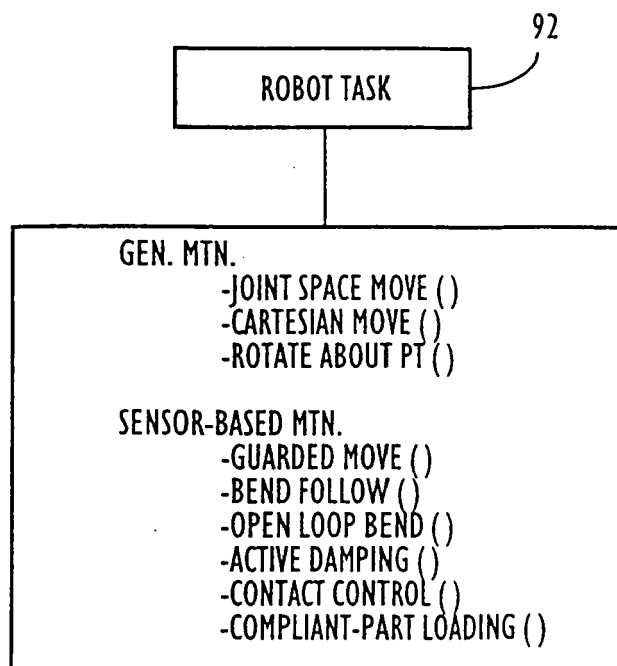 92
ROBOT TASK
GEN. MTN.
-JOINT SPACE MOVE ( )
-CARTESIAN MOVE ( )
-ROTATE ABOUT PT ( )
SENSOR-BASED MTN.
-GUARDED MOVE ( )
-BEND FOLLOW ( )
-OPEN LOOP BEND ( )
-ACTIVE DAMPING ( )
-CONTACT CONTROL ( )
-COMPLIANT-PART LOADING ( )